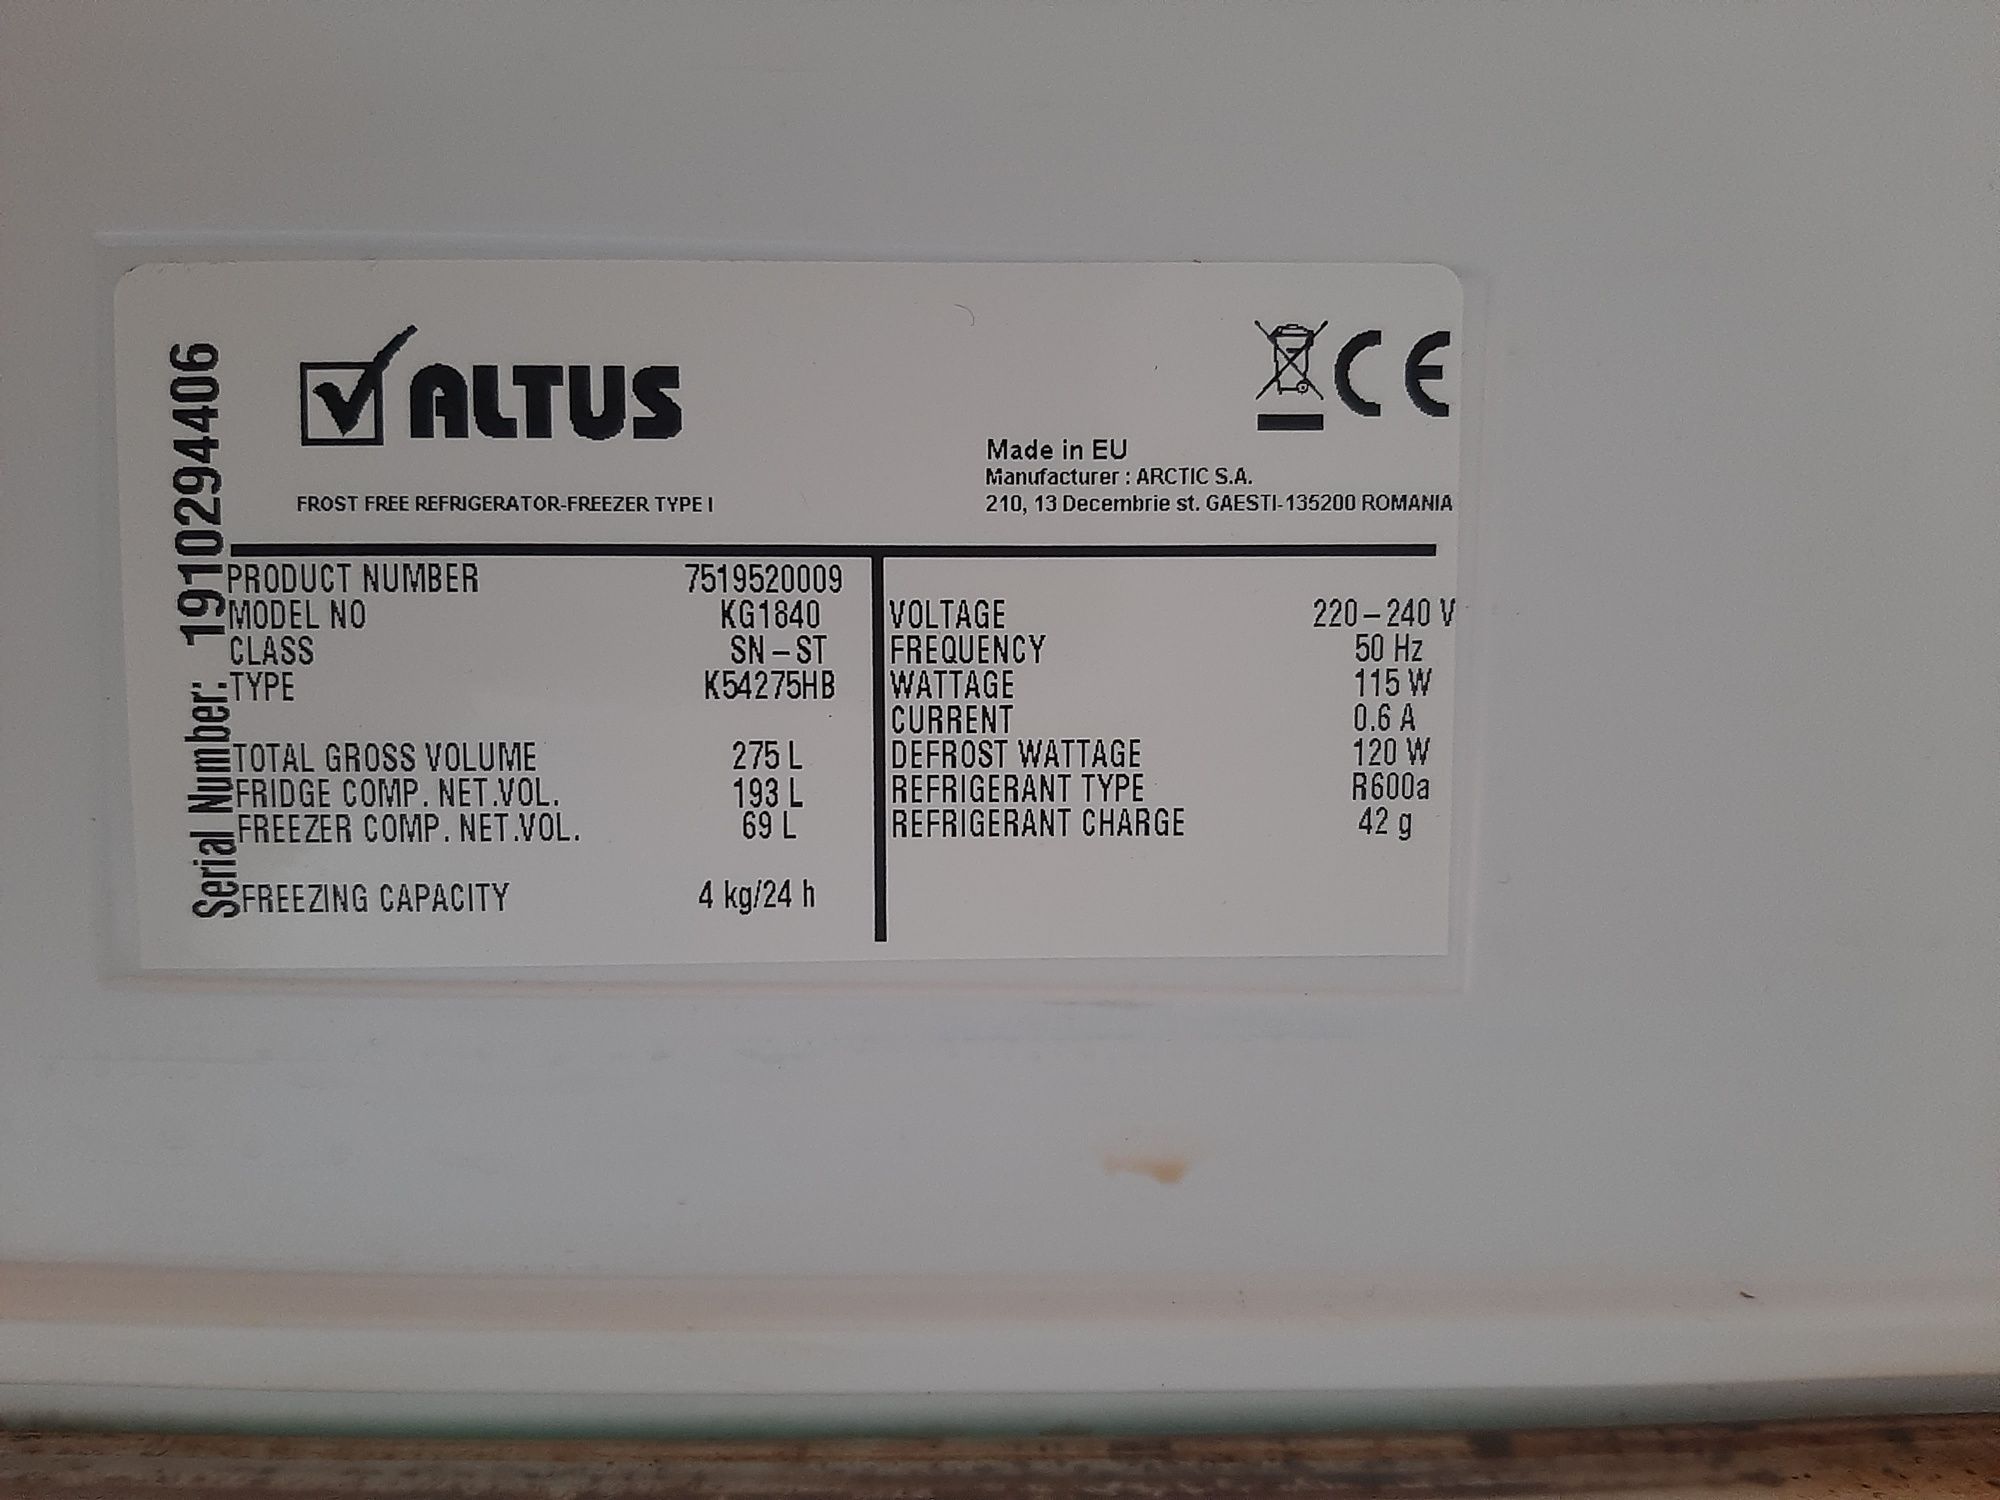 ALTUS
CE
Made in EU
Manufacturer : ARCTIC S.A.
FROST FREE REFRIGERATOR-FREEZER TYPE I
210, 13 Decembrie st. GAESTI-135200 ROMANIA
Serial Number: 19102944​06
PRODUCT NUMBER 7519520009
MODEL NO KG1840
CLASS SN-ST
TYPE K54275HB
TOTAL GROSS VOLUME 275 L
FRIDGE COMP. NET.VOL. 193 L
FREEZER COMP. NET.VOL. 69 L
FREEZING CAPACITY 4 kg/24 h
VOLTAGE 220-240 V
FREQUENCY 50 Hz
WATTAGE 115 W
CURRENT 0.6 A
DEFROST WATTAGE 120 W
REFRIGERANT TYPE R600a
REFRIGERANT CHARGE 42 g